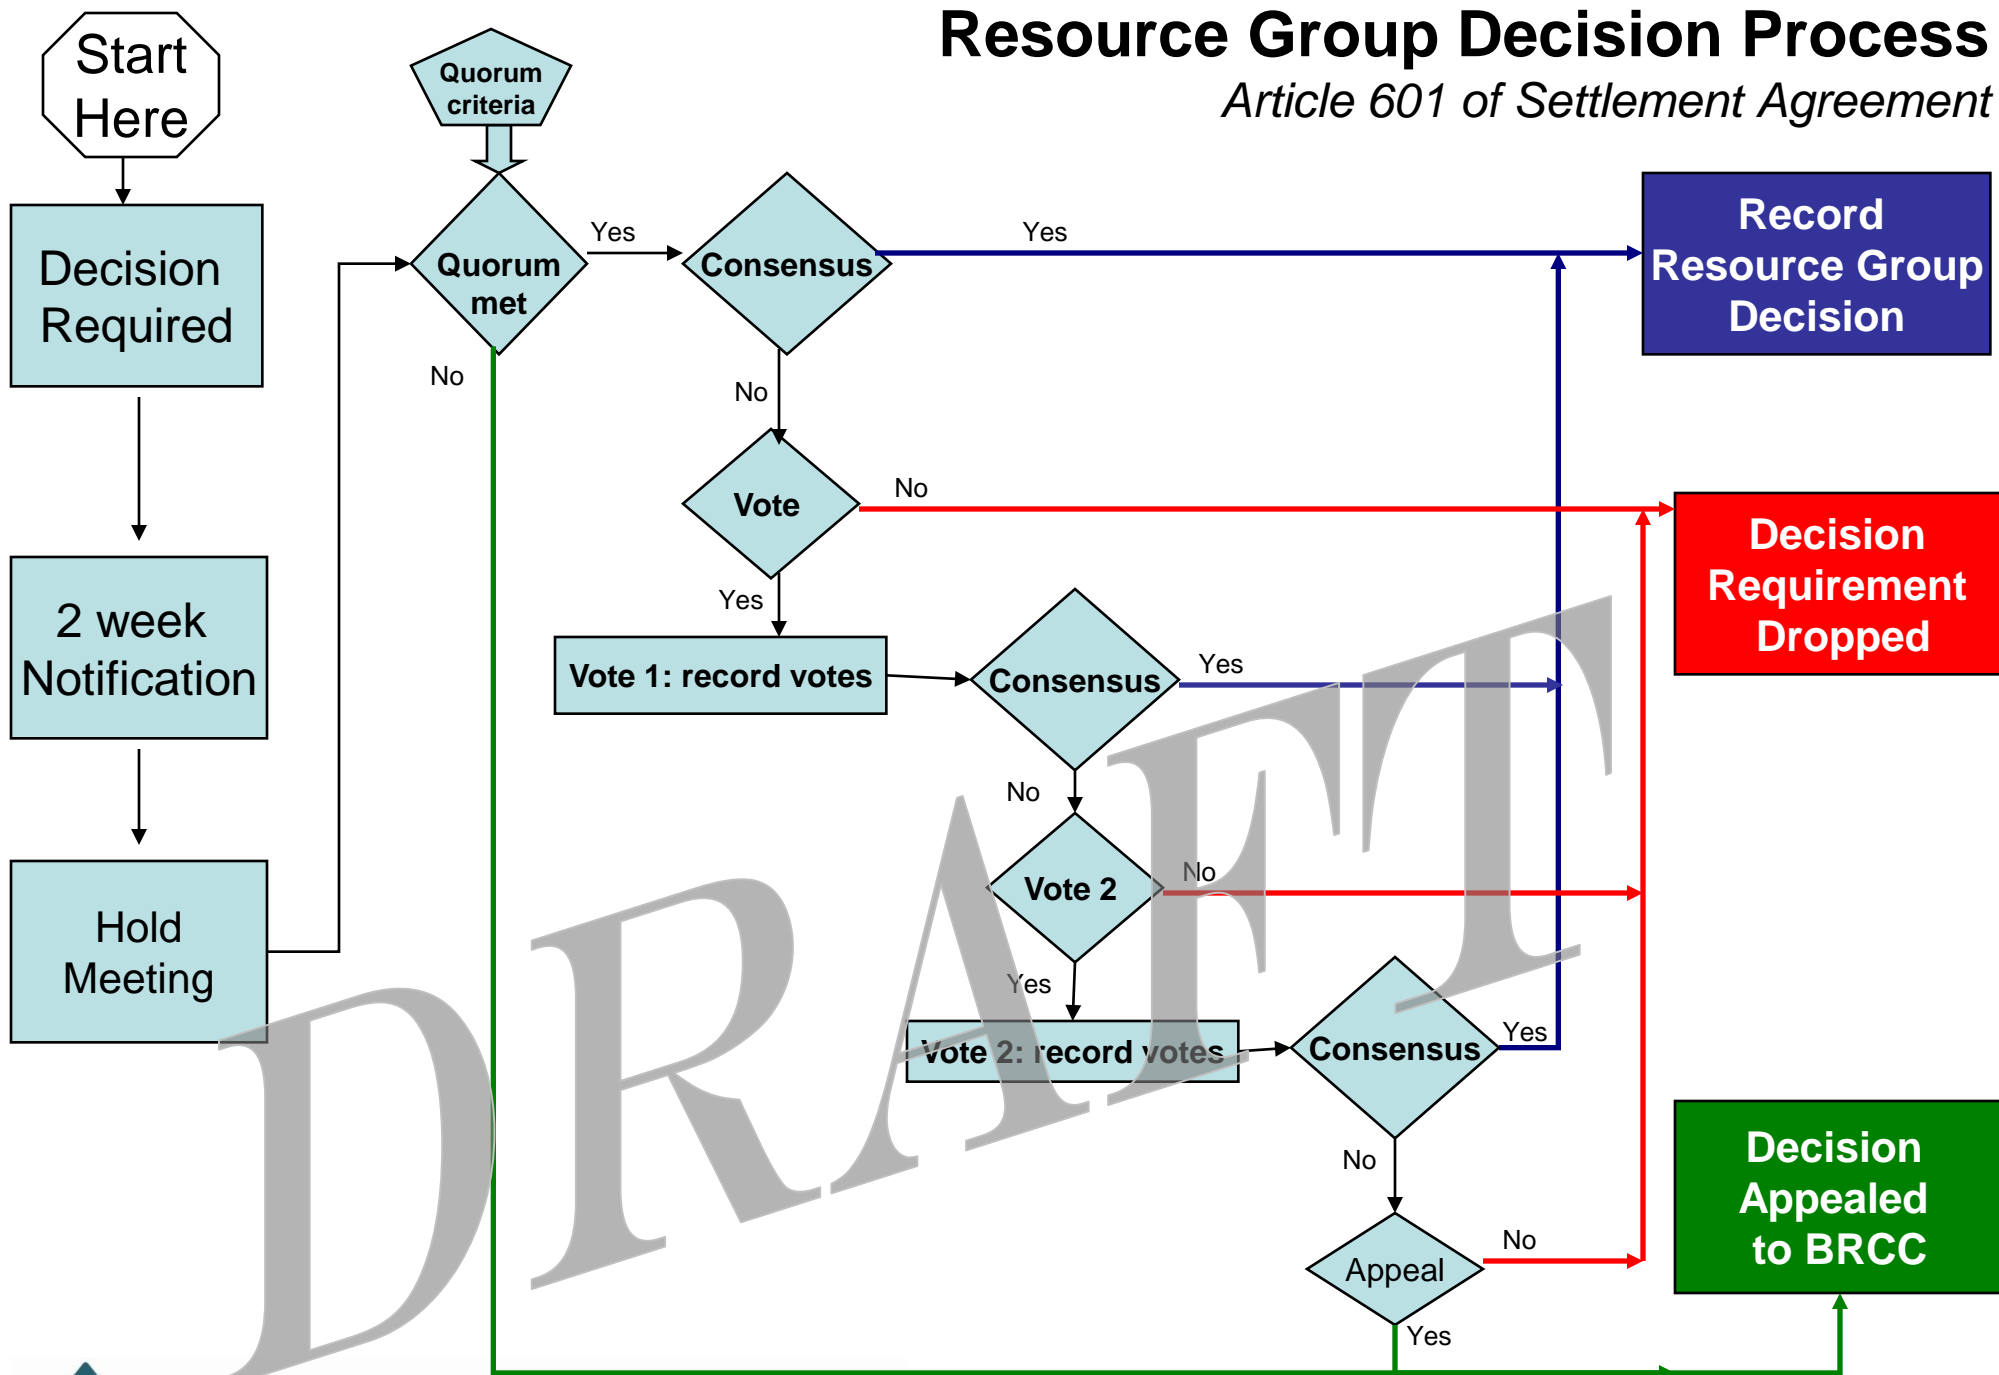 Resource Group Decision Process
Article 601 of Settlement Agreement
Start
Here
Decision
Required
2 week
Notification
Hold
Meeting
Quorum
criteria
Quorum
met
Yes
No
Consensus
Yes
No
Vote
No
Yes
Vote 1: record votes
Consensus
Yes
No
Vote 2
No
Yes
Vote 2: record votes
Consensus
Yes
No
Appeal
No
Yes
Record
Resource Group
Decision
Decision
Requirement
Dropped
Decision
Appealed
to BRCC
DRAFT